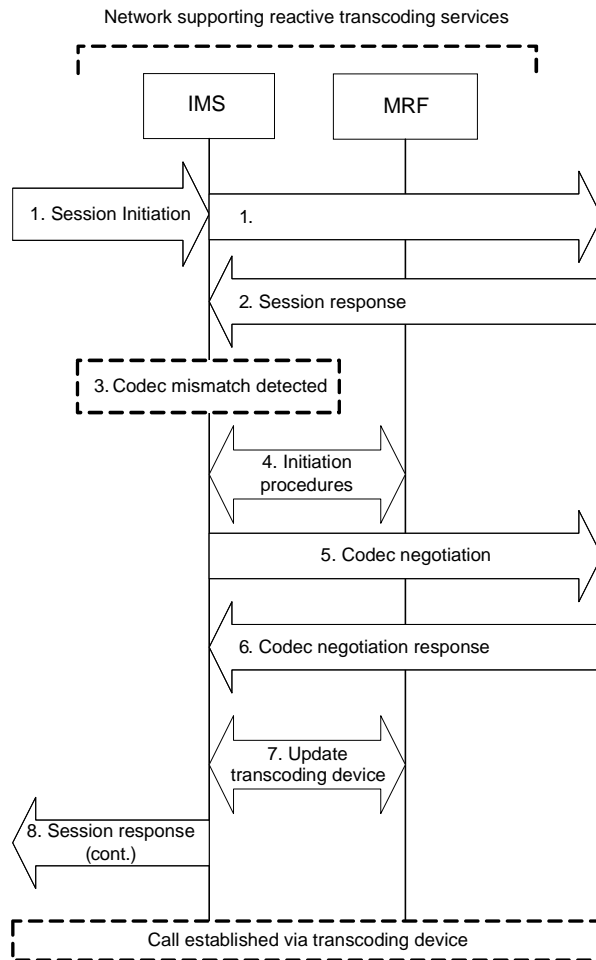 Network supporting reactive transcoding services
IMS
MRF
1. Session Initiation
1.
2. Session response
3. Codec mismatch detected
4. Initiation
procedures
5. Codec negotiation
6. Codec negotiation response
7. Update
transcoding device
8. Session response
(cont.)
Call established via transcoding device